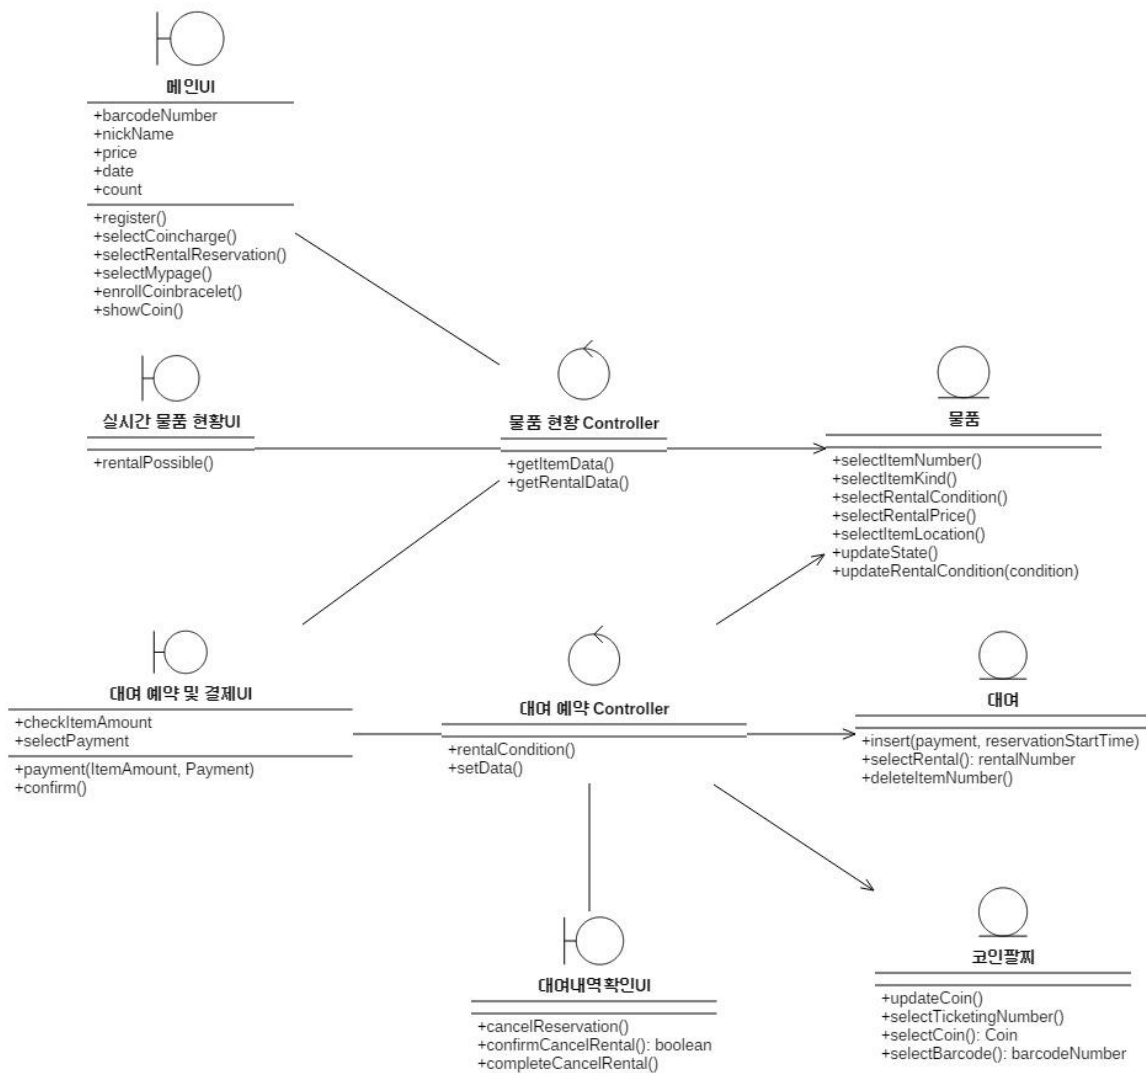 메인UI
+barcodeNumber
+nickName
+price
+date
+count
+register()
+selectCoincharge()
+selectRentalReservation()
+selectMypage()
+enrollCoinbracelet()
+showCoin()
실시간 물품 현황UI
+rentalPossible()
물품 현황 Controller
+getItemData()
+getRentalData()
물품
+selectItemNumber()
+selectItemKind()
+selectRentalCondition()
+selectRentalPrice()
+selectItemLocation()
+updateState()
+updateRentalCondition(condition)
대여 예약 및 결제UI
+checkItemAmount
+selectPayment
+payment(ItemAmount, Payment)
+confirm()
대여 예약 Controller
+rentalCondition()
+setData()
대여
+insert(payment, reservationStartTime)
+selectRental(): rentalNumber
+deleteItemNumber()
대여내역확인UI
+cancelReservation()
+confirmCancelRental(): boolean
+completeCancelRental()
코인팔찌
+updateCoin()
+selectTicketingNumber()
+selectCoin(): Coin
+selectBarcode(): barcodeNumber